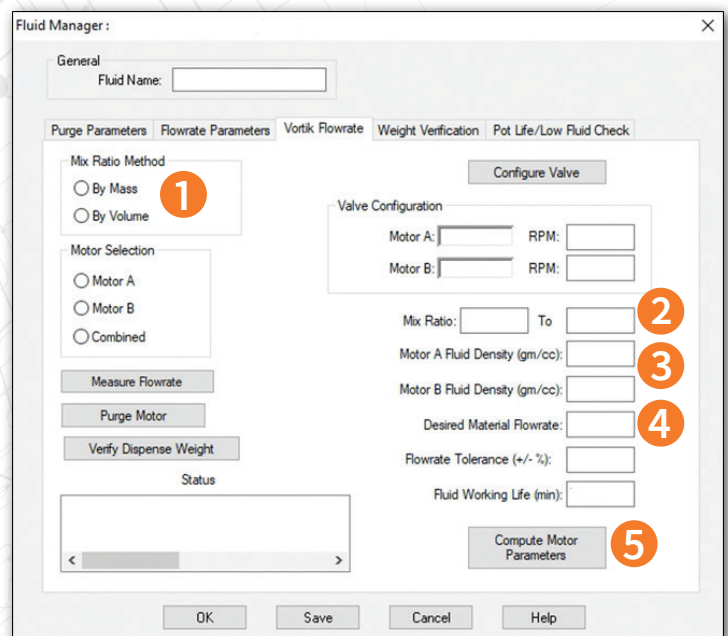 Fluid Manager :
General
Fluid Name:
Purge Parameters Flowrate Parameters Vortik Flowrate Weight Verification Pot Life/Low Fluid Check
Mix Ratio Method
By Mass
By Volume
1
Motor Selection
Motor A
Motor B
Combined
Measure Flowrate
Purge Motor
Verify Dispense Weight
Status
Configure Valve
Valve Configuration
Motor A: RPM:
Motor B: RPM:
Mix Ratio: To 2
Motor A Fluid Density (gm/cc):
3
Motor B Fluid Density (gm/cc):
Desired Material Flowrate: 4
Flowrate Tolerance (+/- %):
Fluid Working Life (min):
Compute Motor
Parameters
5
OK Save Cancel Help